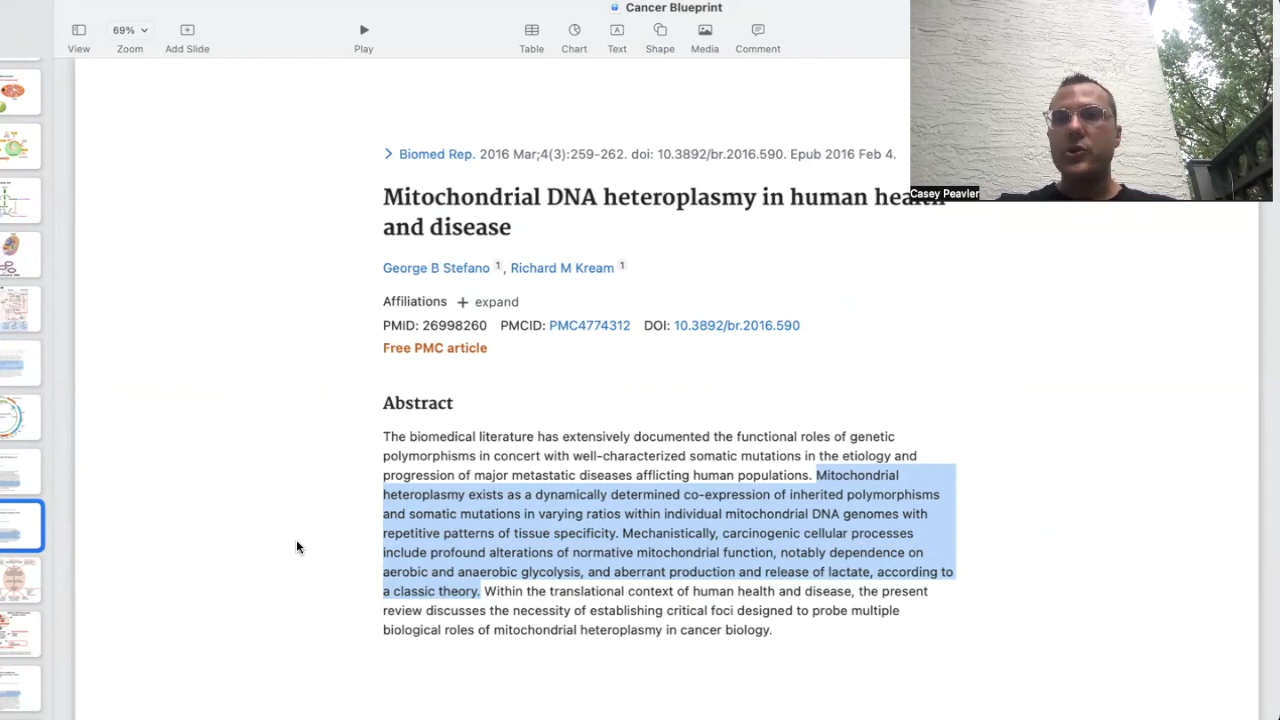 Cancer Blueprint
69%
View Zoom Add Slide Play Table Chart Text Shape Media Comment
Casey Peavler
> Biomed Rep. 2016 Mar;4(3):259-262. doi: 10.3892/br.2016.590. Epub 2016 Feb 4.
Mitochondrial DNA heteroplasmy in human health
and disease
George B Stefano 1, Richard M Kream 1
Affiliations + expand
PMID: 26998260 PMCID: PMC4774312 DOI: 10.3892/br.2016.590
Free PMC article
Abstract
The biomedical literature has extensively documented the functional roles of genetic
polymorphisms in concert with well-characterized somatic mutations in the etiology and
progression of major metastatic diseases afflicting human populations. Mitochondrial
heteroplasmy exists as a dynamically determined co-expression of inherited polymorphisms
and somatic mutations in varying ratios within individual mitochondrial DNA genomes with
repetitive patterns of tissue specificity. Mechanistically, carcinogenic cellular processes
include profound alterations of normative mitochondrial function, notably dependence on
aerobic and anaerobic glycolysis, and aberrant production and release of lactate, according to
a classic theory. Within the translational context of human health and disease, the present
review discusses the necessity of establishing critical foci designed to probe multiple
biological roles of mitochondrial heteroplasmy in cancer biology.